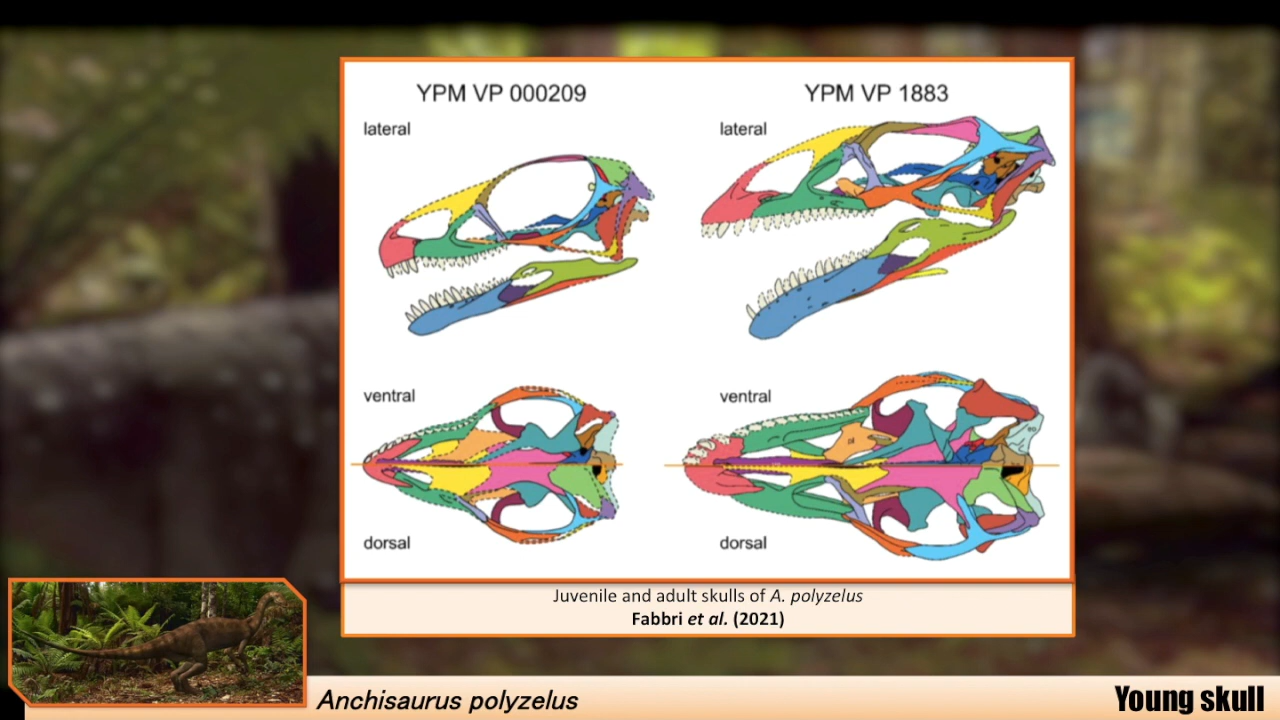 YPM VP 000209
YPM VP 1883
lateral
lateral
ventral
ventral
dorsal
dorsal
Juvenile and adult skulls of A. polyzelus
Fabbri et al. (2021)
Anchisaurus polyzelus
Young skull